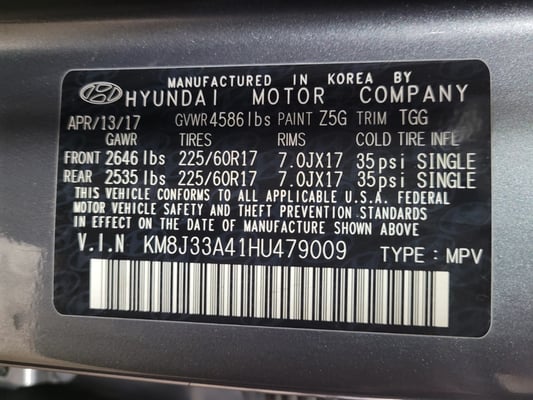 MANUFACTURED IN KOREA BY
HYUNDAI MOTOR COMPANY
APR/13/17 GVWR 4586 lbs PAINT Z5G TRIM TGG
GAWR TIRES RIMS COLD TIRE INFL
FRONT 2646 lbs 225/60R17 7.0JX17 35psi SINGLE
REAR 2535 lbs 225/60R17 7.0JX17 35psi SINGLE
THIS VEHICLE CONFORMS TO ALL APPLICABLE U.S.A. FEDERAL
MOTOR VEHICLE SAFETY AND THEFT PREVENTION STANDARDS
IN EFFECT ON THE DATE OF MANUFACTURE SHOWN ABOVE
V.I.N KM8J33A41HU479009 TYPE : MPV